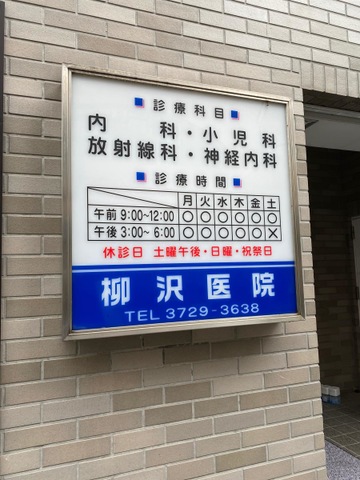 ■診療科目■
内科・小児科
放射線科・神経内科
■診療時間■
月火水木金土
午前 9:00~12:00 ○○○○○○
午後 3:00~ 6:00 ○○○○○×
休診日 土曜午後・日曜・祝祭日
柳沢医院
TEL 3729-3638